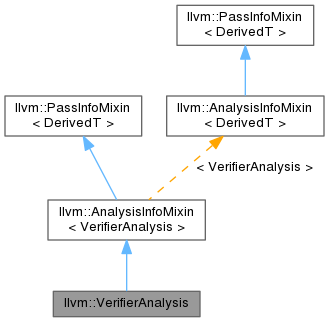 llvm::PassInfoMixin
< DerivedT >
llvm::PassInfoMixin
< DerivedT >
llvm::AnalysisInfoMixin
< DerivedT >
< VerifierAnalysis >
llvm::AnalysisInfoMixin
< VerifierAnalysis >
llvm::VerifierAnalysis